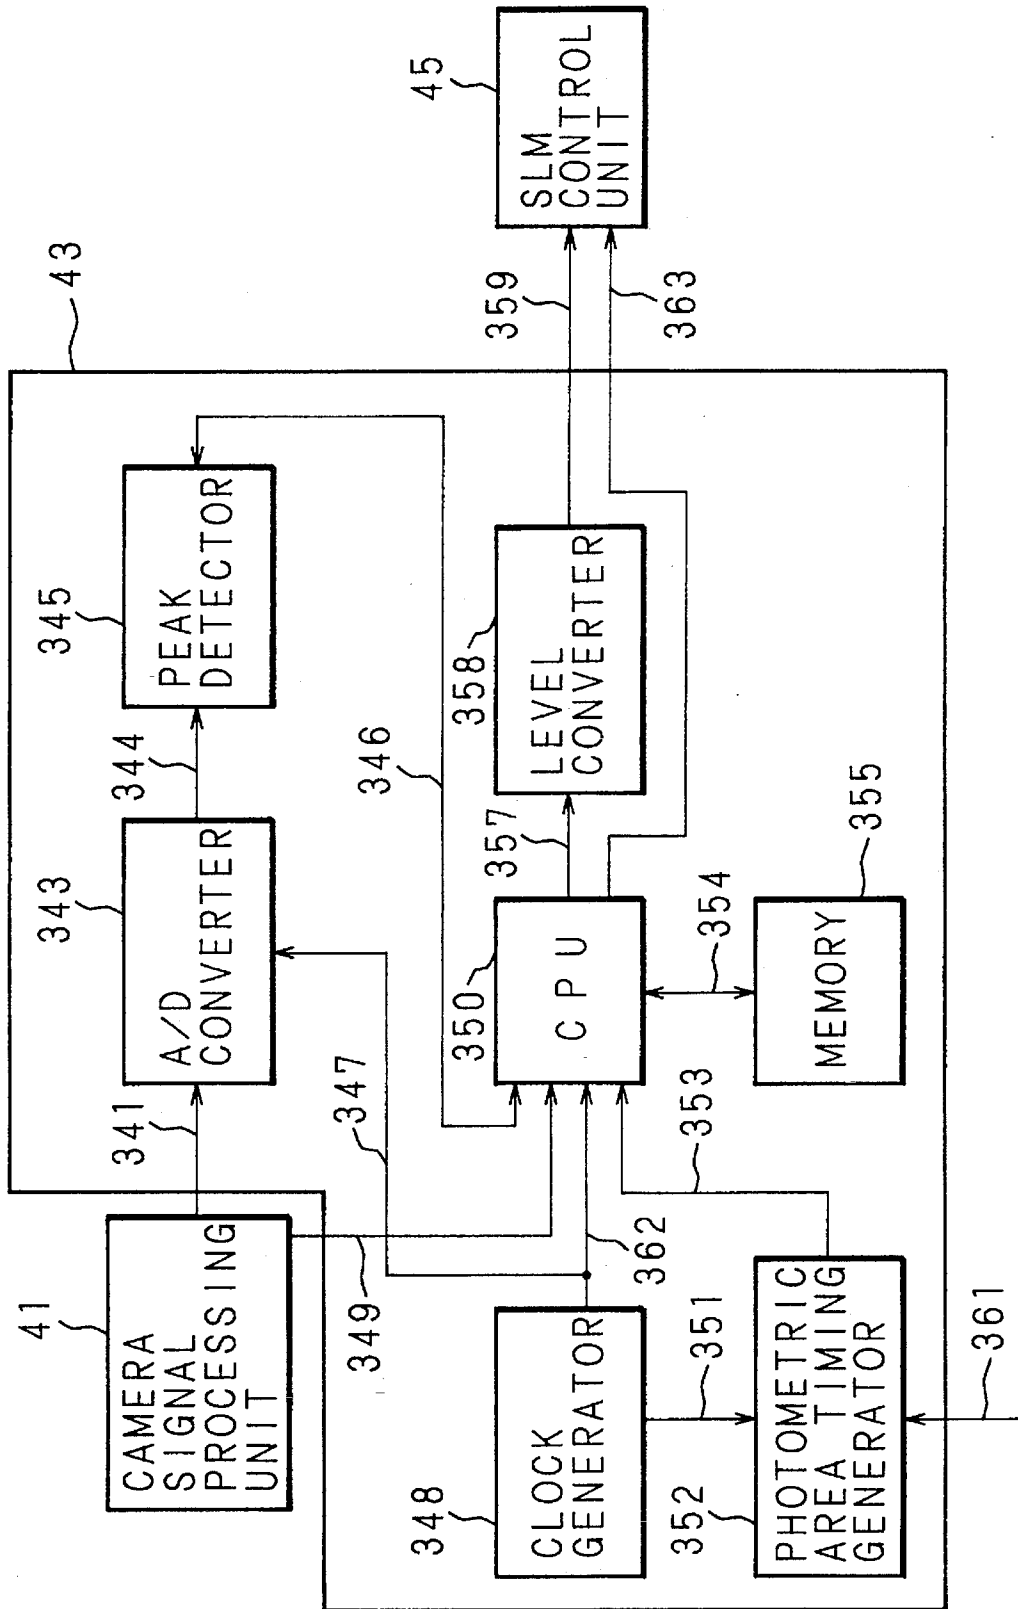 41
CAMERA
SIGNAL
PROCESSING
UNIT
341
343
A/D
CONVERTER
344
345
PEAK
DETECTOR
43
349
347
346
348
CLOCK
GENERATOR
362
350
CPU
357
358
LEVEL
CONVERTER
359
363
45
SLM
CONTROL
UNIT
351
353
354
352
PHOTOMETRIC
AREA TIMING
GENERATOR
355
MEMORY
361